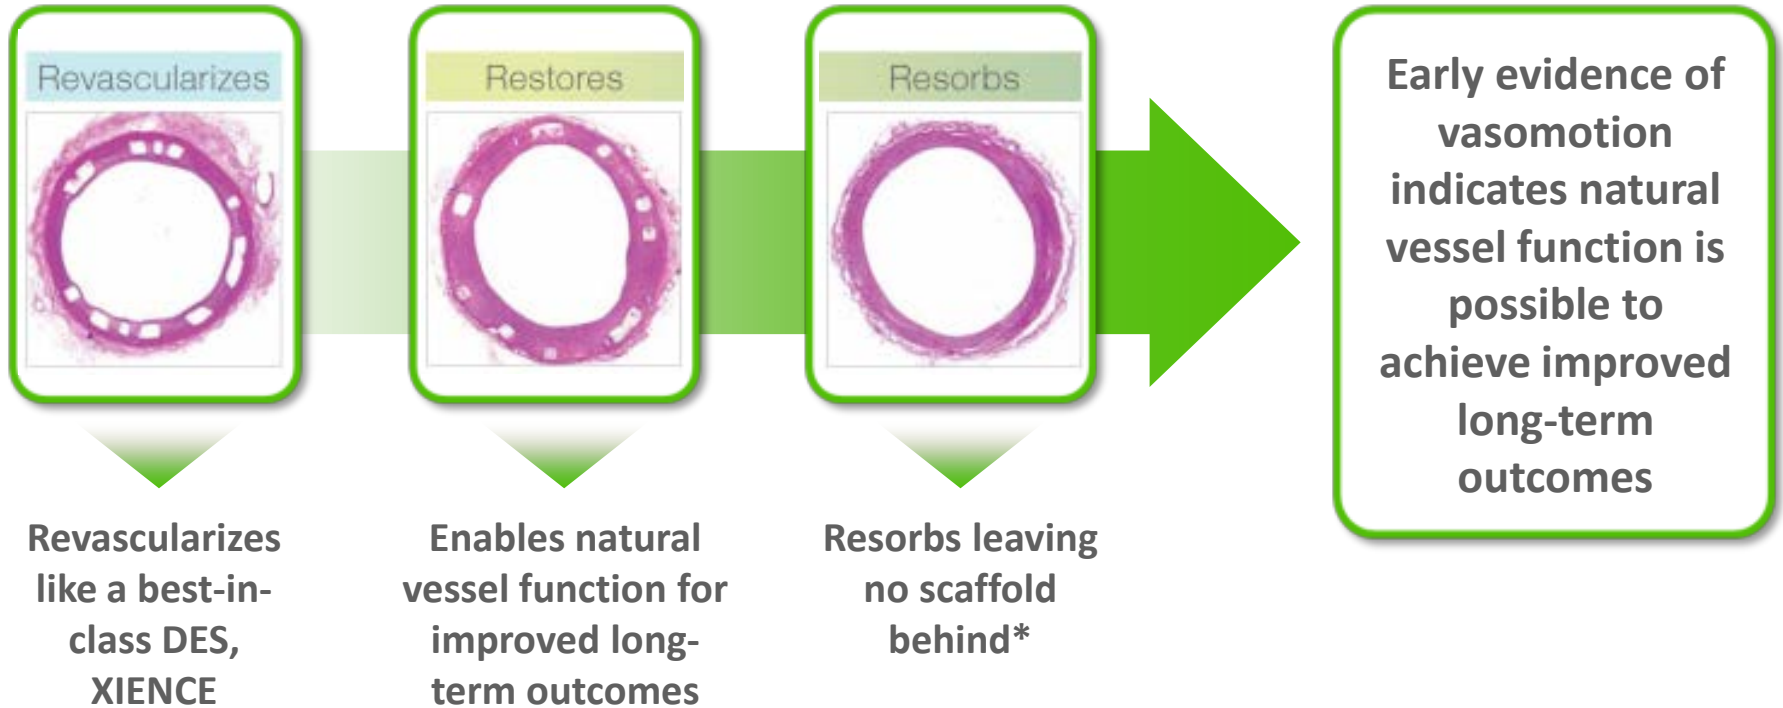 Revascularizes
Restores
Resorbs
Early evidence of
vasomotion
indicates natural
vessel function is
possible to
achieve improved
long-term
outcomes
Revascularizes
like a best-in-
class DES,
XIENCE
Enables natural
vessel function for
improved long-
term outcomes
Resorbs leaving
no scaffold
behind*